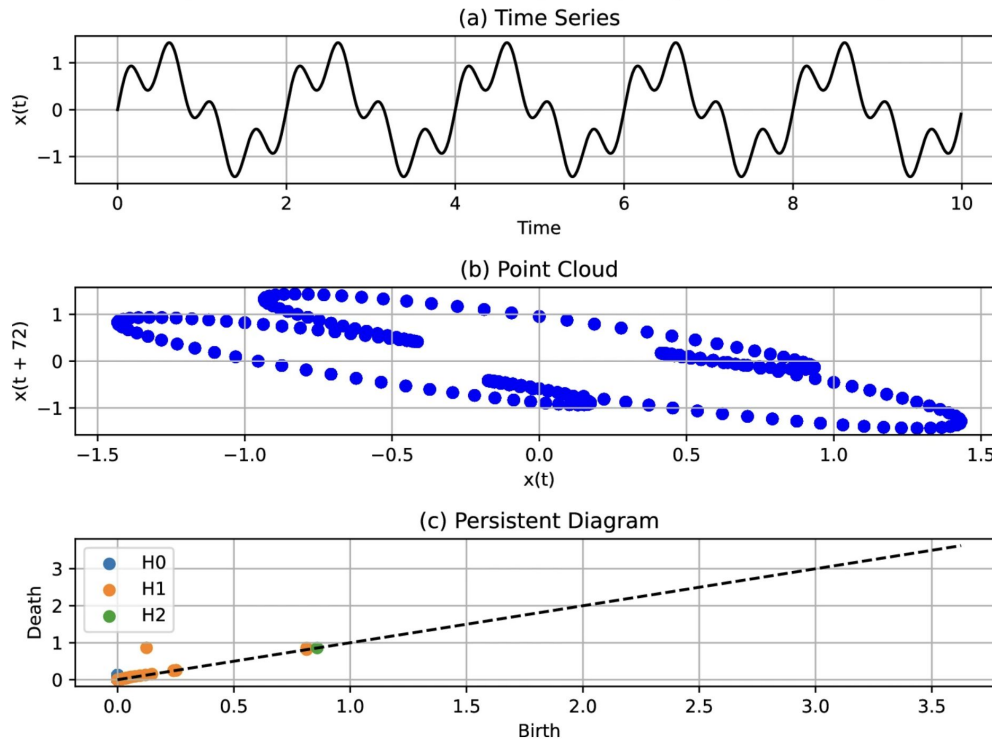 (a) Time Series
x(t)
1
0
−1
0 2 4 6 8 10
Time
(b) Point Cloud
x(t + 72)
1
0
−1
−1.5 −1.0 −0.5 0.0 0.5 1.0 1.5
x(t)
(c) Persistent Diagram
Death
3
2
1
0
H0
H1
H2
0.0 0.5 1.0 1.5 2.0 2.5 3.0 3.5
Birth